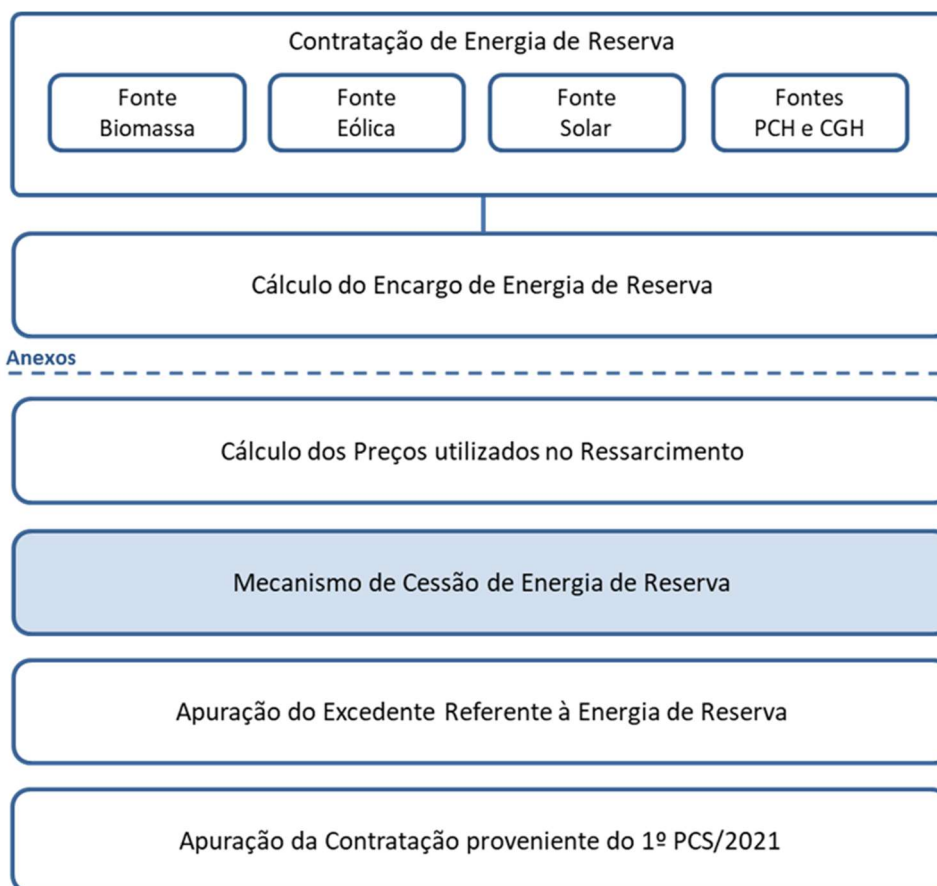 Contratação de Energia de Reserva
Fonte
Biomassa
Fonte
Eólica
Fonte
Solar
Fontes
PCH e CGH
Cálculo do Encargo de Energia de Reserva
Anexos
Cálculo dos Preços utilizados no Ressarcimento
Mecanismo de Cessão de Energia de Reserva
Apuração do Excedente Referente à Energia de Reserva
Apuração da Contratação proveniente do 1º PCS/2021